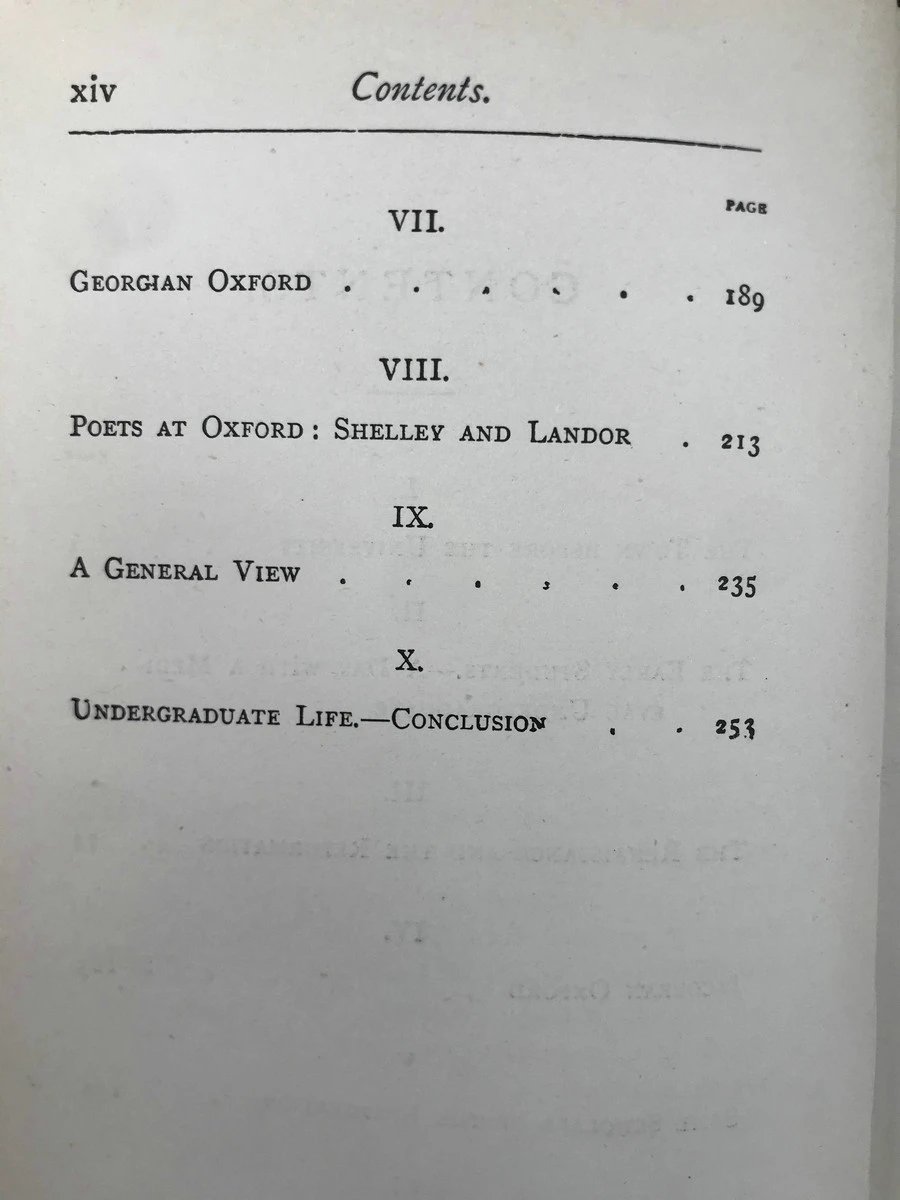 xiv Contents.
PAGE
VII.
GEORGIAN OXFORD . . . . . . 189
VIII.
POETS AT OXFORD: SHELLEY AND LANDOR . 213
IX.
A GENERAL VIEW . . . . . . 235
X.
UNDERGRADUATE LIFE.—CONCLUSION . . 253